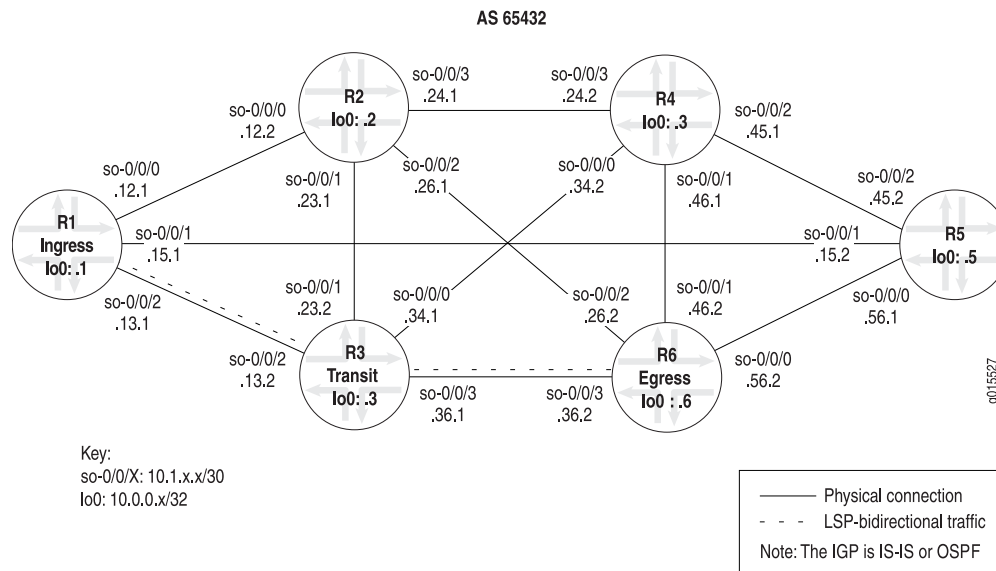 AS 65432
so-0/0/3
.24.1
so-0/0/3
.24.2
R2
lo0: .2
R4
lo0: .3
so-0/0/0
.12.2
so-0/0/2
.45.1
so-0/0/0
.12.1
so-0/0/1
.23.1
so-0/0/2
.26.1
so-0/0/0
.34.2
so-0/0/1
.46.1
so-0/0/2
.45.2
R1
Ingress
lo0: .1
so-0/0/1
.15.1
so-0/0/1
.15.2
R5
lo0: .5
so-0/0/2
.13.1
so-0/0/1
.23.2
so-0/0/0
.34.1
so-0/0/2
.26.2
so-0/0/1
.46.2
so-0/0/0
.56.1
so-0/0/2
.13.2
R3
Transit
lo0: .3
R6
Egress
lo0 : .6
so-0/0/0
.56.2
so-0/0/3
.36.1
so-0/0/3
.36.2
g015527
Key:
so-0/0/X: 10.1.x.x/30
lo0: 10.0.0.x/32
Physical connection
LSP-bidirectional traffic
Note: The IGP is IS-IS or OSPF